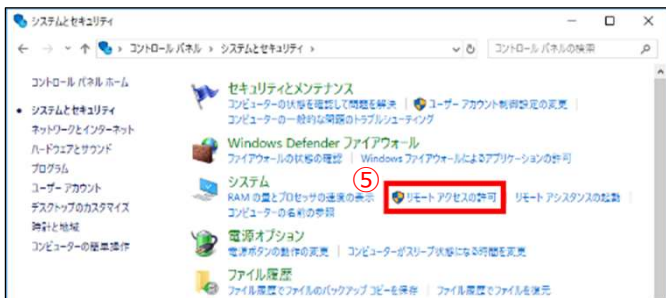 システムとセキュリティ
コントロール パネル › システムとセキュリティ ›
コントロール パネルの検索
コントロール パネル ホーム
システムとセキュリティ
ネットワークとインターネット
ハードウェアとサウンド
プログラム
ユーザー アカウント
デスクトップのカスタマイズ
時計と地域
コンピューターの簡単操作
セキュリティとメンテナンス
コンピューターの状態を確認して問題を解決 | ユーザー アカウント制御設定の変更 |
コンピューターの一般的な問題のトラブルシューティング
Windows Defender ファイアウォール
ファイアウォールの状態の確認 | Windows ファイアウォールによるアプリケーションの許可
⑤
システム
RAM の量とプロセッサの速度の表示 リモート アクセスの許可 リモート アシスタンスの起動 |
コンピューターの名前の参照
電源オプション
電源ボタンの動作の変更 | コンピューターがスリープ状態になる時間を変更
ファイル履歴
ファイル履歴でファイルのバックアップ コピーを保存 | ファイル履歴でファイルを復元